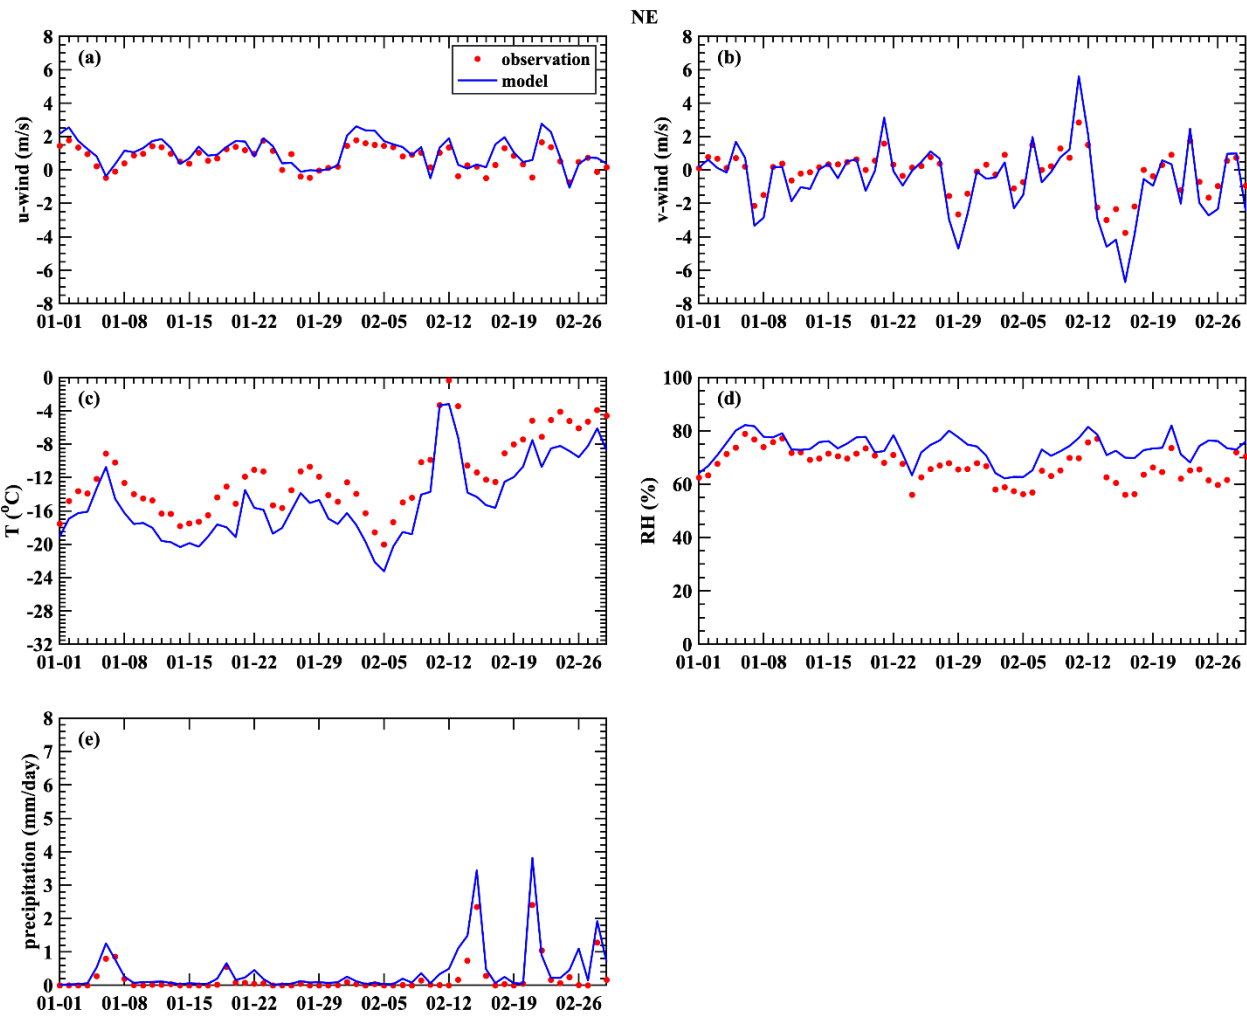 NE
(a)
observation
model
u-wind (m/s)
8
6
4
2
0
-2
-4
-6
-8
01-01 01-08 01-15 01-22 01-29 02-05 02-12 02-19 02-26
(b)
v-wind (m/s)
8
6
4
2
0
-2
-4
-6
-8
01-01 01-08 01-15 01-22 01-29 02-05 02-12 02-19 02-26
(c)
T (⁰C)
0
-4
-8
-12
-16
-20
-24
-28
-32
01-01 01-08 01-15 01-22 01-29 02-05 02-12 02-19 02-26
(d)
RH (%)
100
80
60
40
20
0
01-01 01-08 01-15 01-22 01-29 02-05 02-12 02-19 02-26
(e)
precipitation (mm/day)
8
7
6
5
4
3
2
1
0
01-01 01-08 01-15 01-22 01-29 02-05 02-12 02-19 02-26